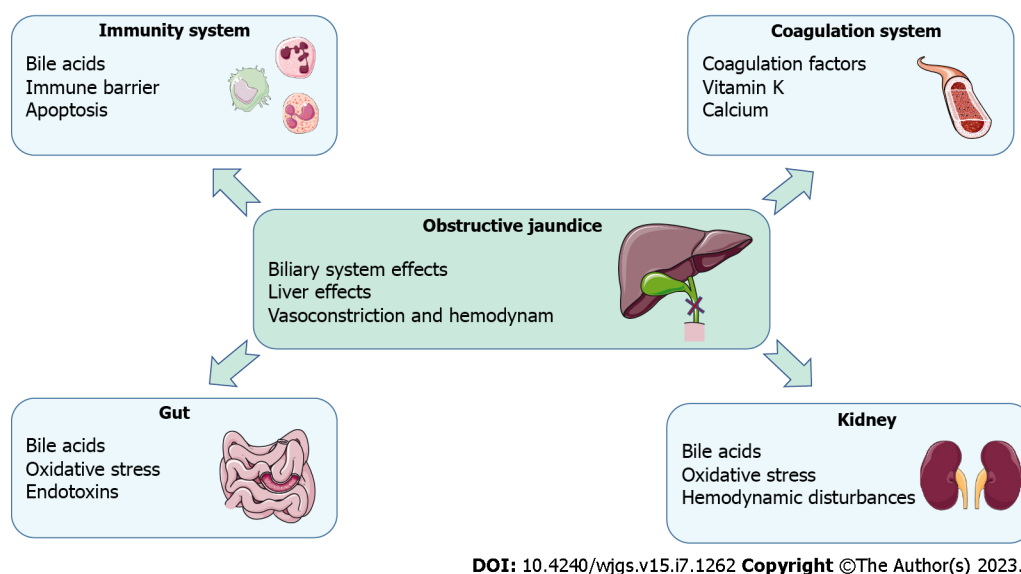 Immunity system
Bile acids
Immune barrier
Apoptosis
Coagulation system
Coagulation factors
Vitamin K
Calcium
Obstructive jaundice
Biliary system effects
Liver effects
Vasoconstriction and hemodynam
Gut
Bile acids
Oxidative stress
Endotoxins
Kidney
Bile acids
Oxidative stress
Hemodynamic disturbances
DOI: 10.4240/wjgs.v15.i7.1262 Copyright ©The Author(s) 2023.